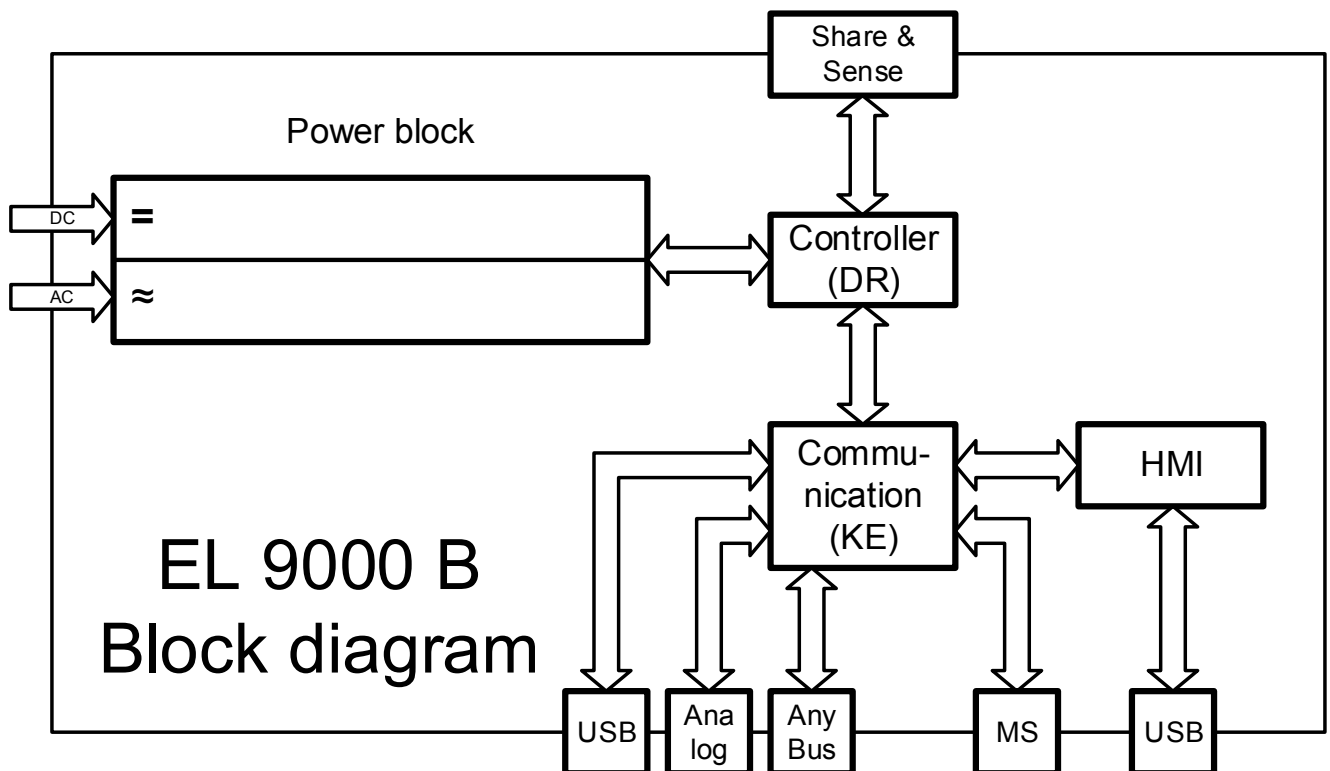 Share &
Sense
Power block
DC
=
Controller
(DR)
AC
≈
Commu-
nication
(KE)
HMI
EL 9000 B
Block diagram
USB
Ana
log
Any
Bus
MS
USB